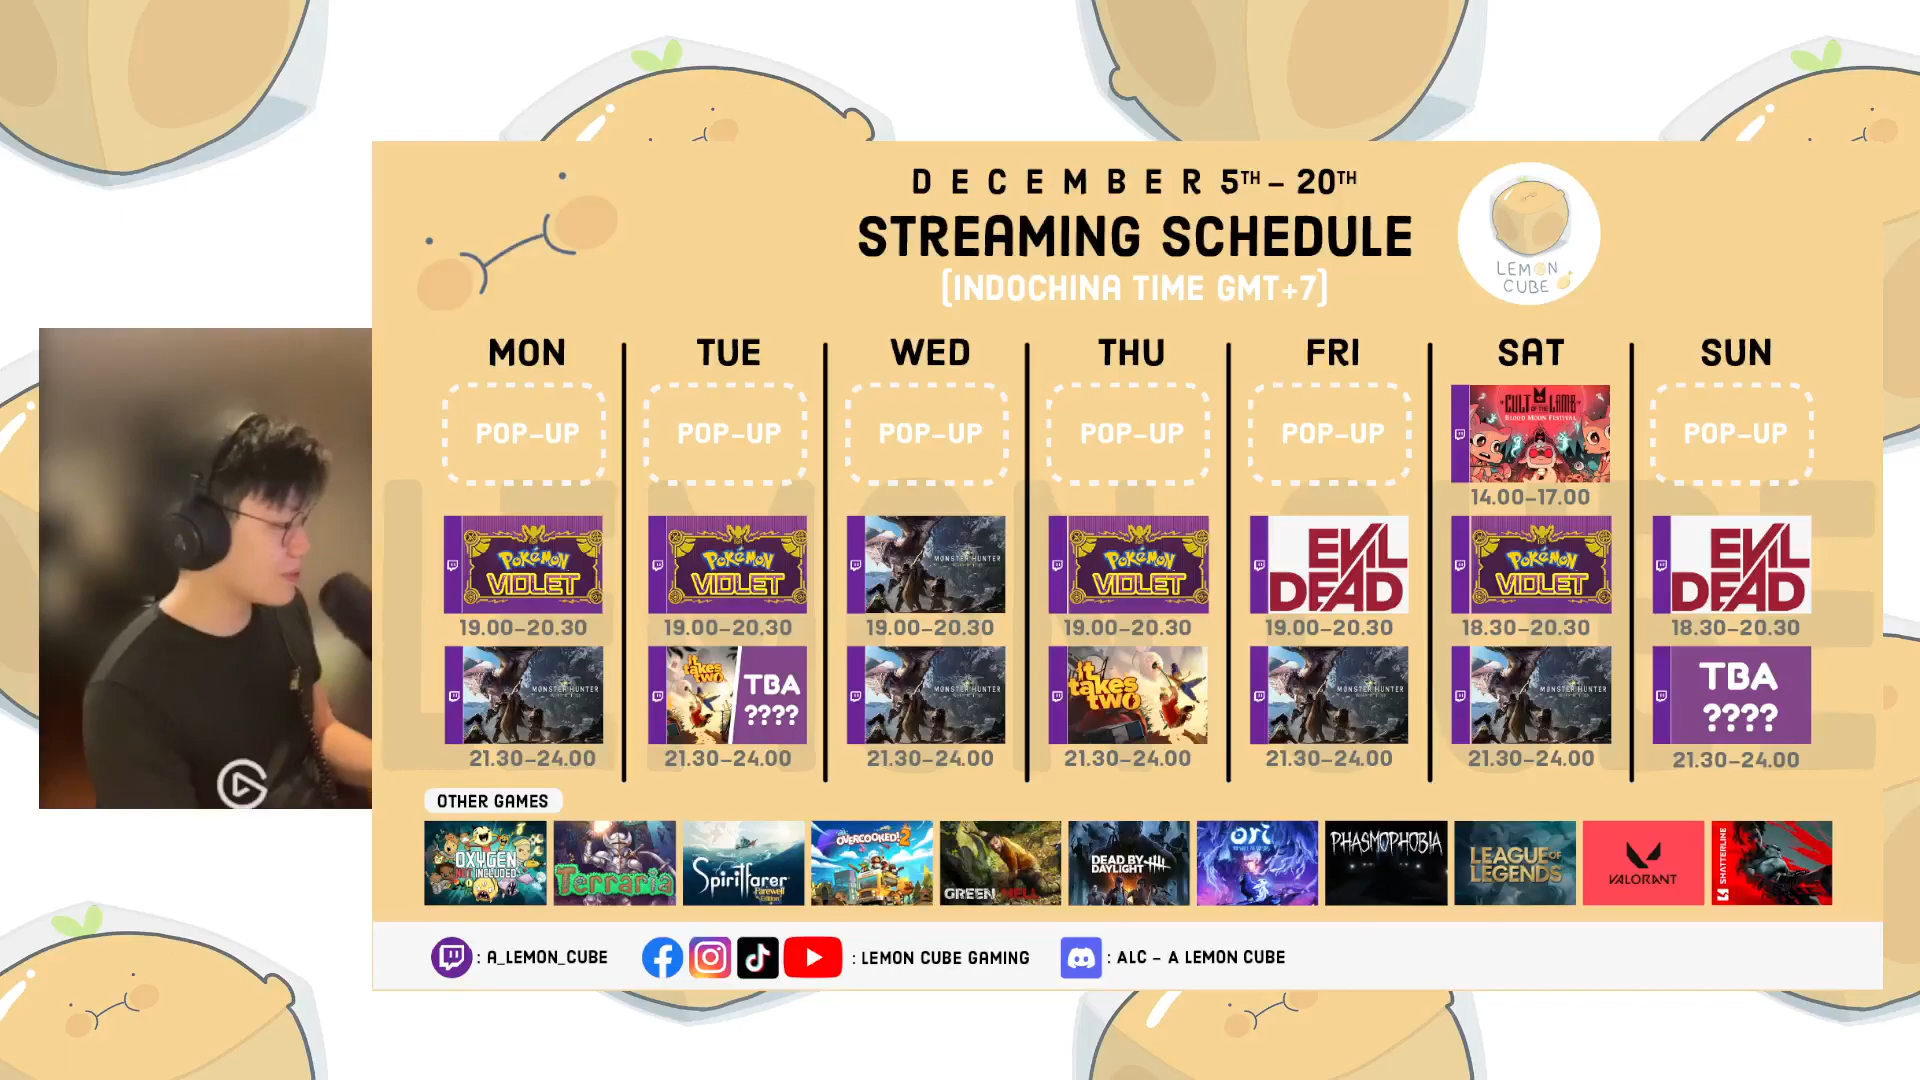 DECEMBER 5TH – 20TH
STREAMING SCHEDULE
[INDOCHINA TIME GMT+7]
LEMON
CUBE
MON TUE WED THU FRI SAT SUN
POP-UP POP-UP POP-UP POP-UP POP-UP CULT OF THE LAMB POP-UP
BLOOD MOON FESTIVAL
14.00-17.00
POKÉMON VIOLET POKÉMON VIOLET MONSTER HUNTER POKÉMON VIOLET EVIL DEAD POKÉMON VIOLET EVIL DEAD
19.00-20.30 19.00-20.30 19.00-20.30 19.00-20.30 19.00-20.30 18.30-20.30 18.30-20.30
MONSTER HUNTER it takes two TBA ???? MONSTER HUNTER it takes two MONSTER HUNTER MONSTER HUNTER TBA ????
21.30-24.00 21.30-24.00 21.30-24.00 21.30-24.00 21.30-24.00 21.30-24.00 21.30-24.00
LEMON CUBE
OTHER GAMES
OXYGEN NOT INCLUDED Terraria Spiritfarer Farewell Edition OVERCOOKED! 2 GREEN HELL DEAD BY DAYLIGHT ori PHASMOPHOBIA LEAGUE OF LEGENDS VALORANT SHATTERLINE
: A_LEMON_CUBE : LEMON CUBE GAMING : ALC – A LEMON CUBE